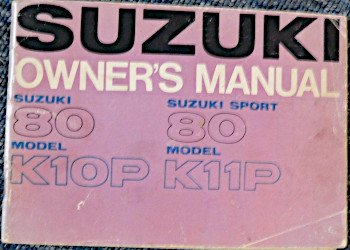 SUZUKI
OWNER'S MANUAL
SUZUKI SUZUKI SPORT
80 80
MODEL MODEL
K10P K11P